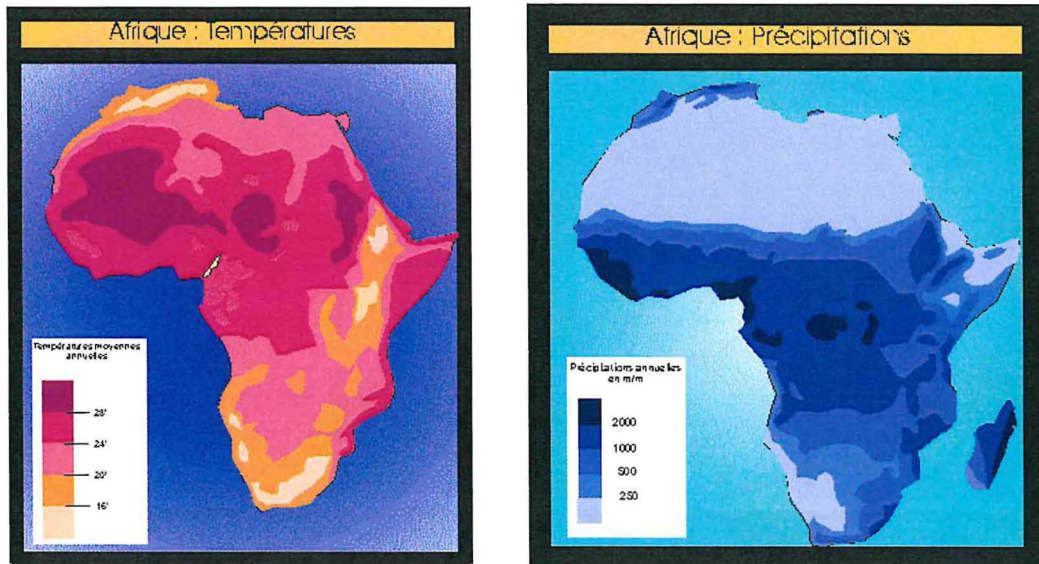 Afrique : Températures
Températures moyennes
annuelles
28'
24'
20'
16'
Afrique : Précipitations
Précipitations annuelles
en m/m
2000
1000
500
250